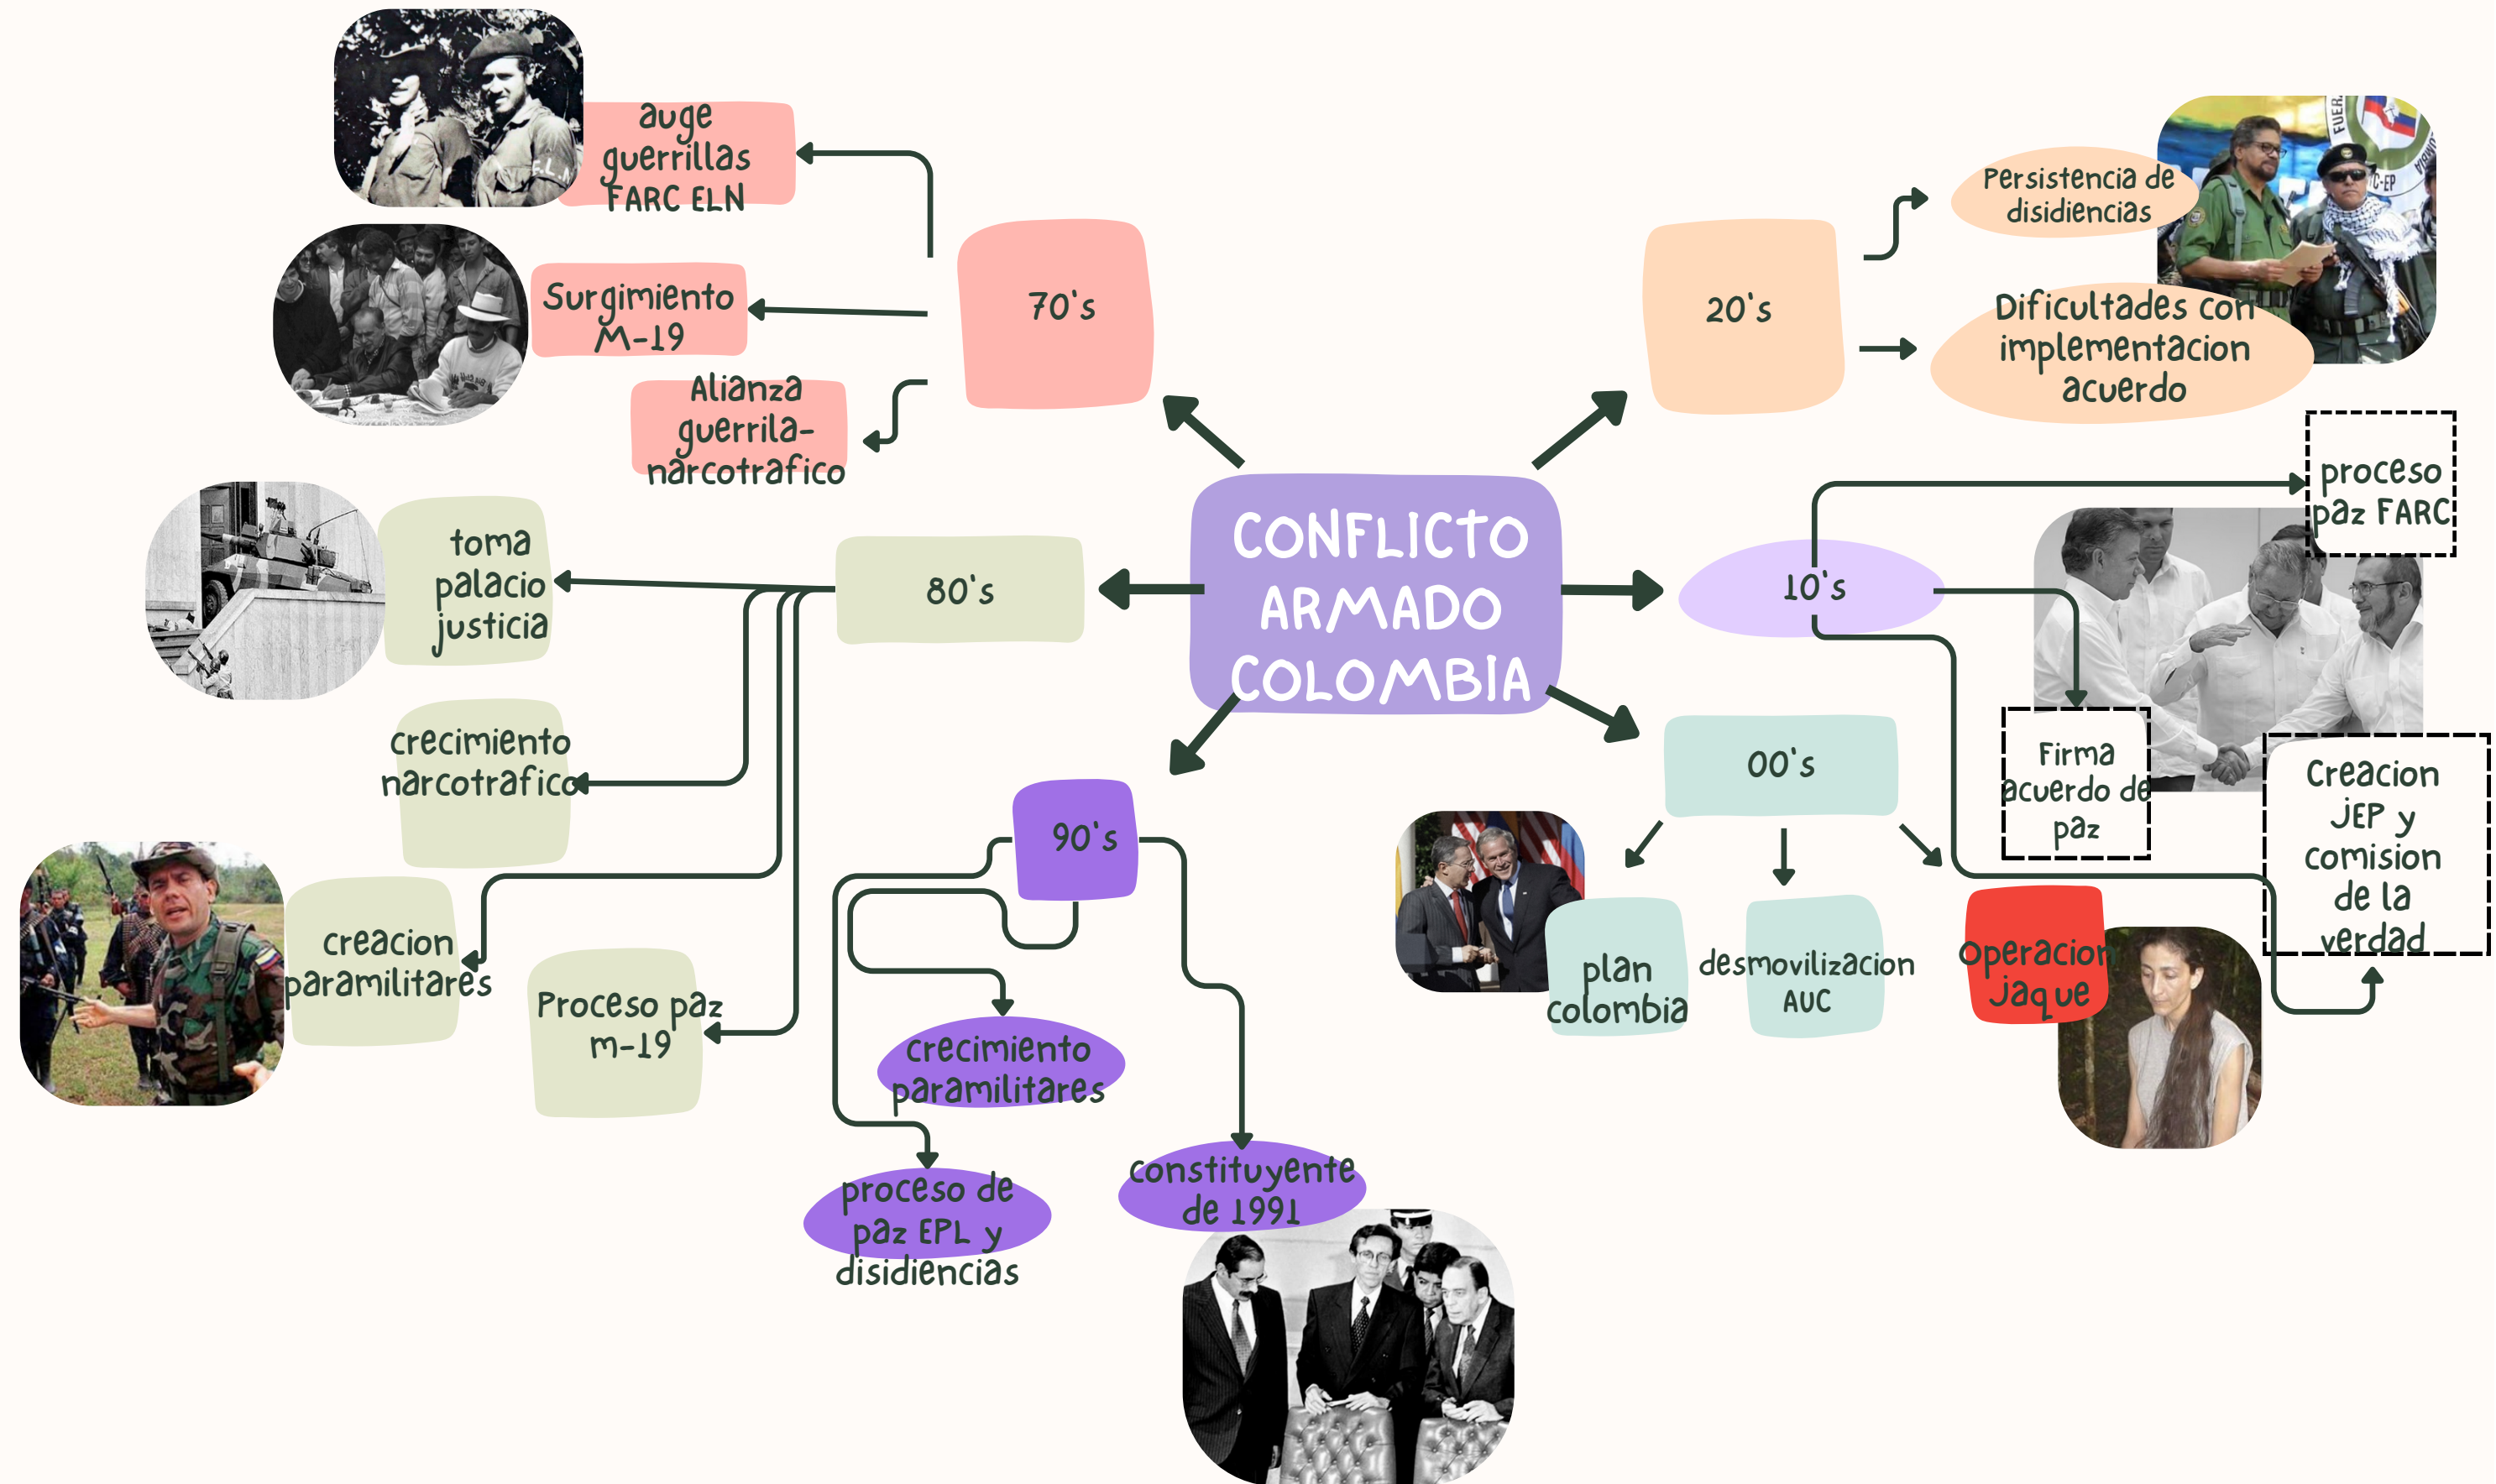 CONFLICTO
ARMADO
COLOMBIA
70's
auge
guerrillas
FARC ELN
Surgimiento
M-19
Alianza
guerrila-
narcotrafico
80's
toma
palacio
justicia
crecimiento
narcotrafico
creacion
paramilitares
Proceso paz
m-19
90's
crecimiento
paramilitares
proceso de
paz EPL y
disidiencias
constituyente
de 1991
00's
plan
colombia
desmovilizacion
AUC
Operacion
jaque
10's
proceso
paz FARC
Firma
acuerdo de
paz
Creacion
JEP y
comision
de la
verdad
20's
Persistencia de
disidiencias
Dificultades con
implementacion
acuerdo
E.L.N
FUER
C-EP
OMBIA